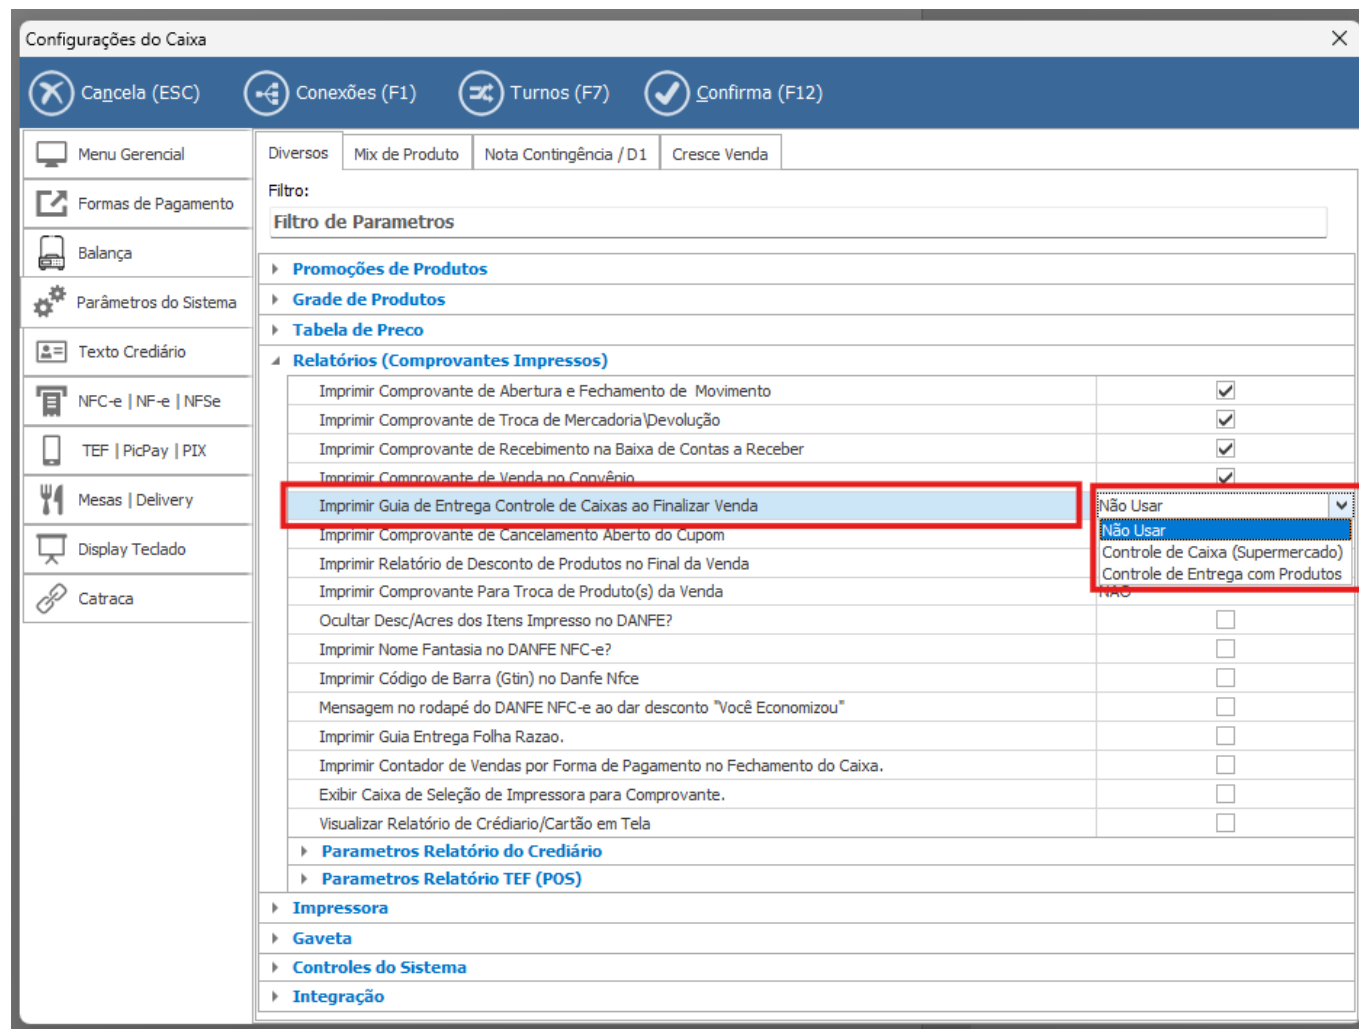 Configurações do Caixa
Cancela (ESC)
Conexões (F1)
Turnos (F7)
Confirma (F12)
Menu Gerencial
Formas de Pagamento
Balança
Parâmetros do Sistema
Texto Crediário
NFC-e | NF-e | NFSe
TEF | PicPay | PIX
Mesas | Delivery
Display Teclado
Catraca
Diversos
Mix de Produto
Nota Contingência / D1
Cresce Venda
Filtro:
Filtro de Parametros
Promoções de Produtos
Grade de Produtos
Tabela de Preco
Relatórios (Comprovantes Impressos)
Imprimir Comprovante de Abertura e Fechamento de Movimento
Imprimir Comprovante de Troca de Mercadoria\Devolução
Imprimir Comprovante de Recebimento na Baixa de Contas a Receber
Imprimir Comprovante de Venda no Convênio
Imprimir Guia de Entrega Controle de Caixas ao Finalizar Venda
Não Usar
Não Usar
Controle de Caixa (Supermercado)
Controle de Entrega com Produtos
Imprimir Comprovante de Cancelamento Aberto do Cupom
Imprimir Relatório de Desconto de Produtos no Final da Venda
Imprimir Comprovante Para Troca de Produto(s) da Venda
NAO
Ocultar Desc/Acres dos Itens Impresso no DANFE?
Imprimir Nome Fantasia no DANFE NFC-e?
Imprimir Código de Barra (Gtin) no Danfe Nfce
Mensagem no rodapé do DANFE NFC-e ao dar desconto "Você Economizou"
Imprimir Guia Entrega Folha Razao.
Imprimir Contador de Vendas por Forma de Pagamento no Fechamento do Caixa.
Exibir Caixa de Seleção de Impressora para Comprovante.
Visualizar Relatório de Crédiario/Cartão em Tela
Parametros Relatório do Crediário
Parametros Relatório TEF (POS)
Impressora
Gaveta
Controles do Sistema
Integração